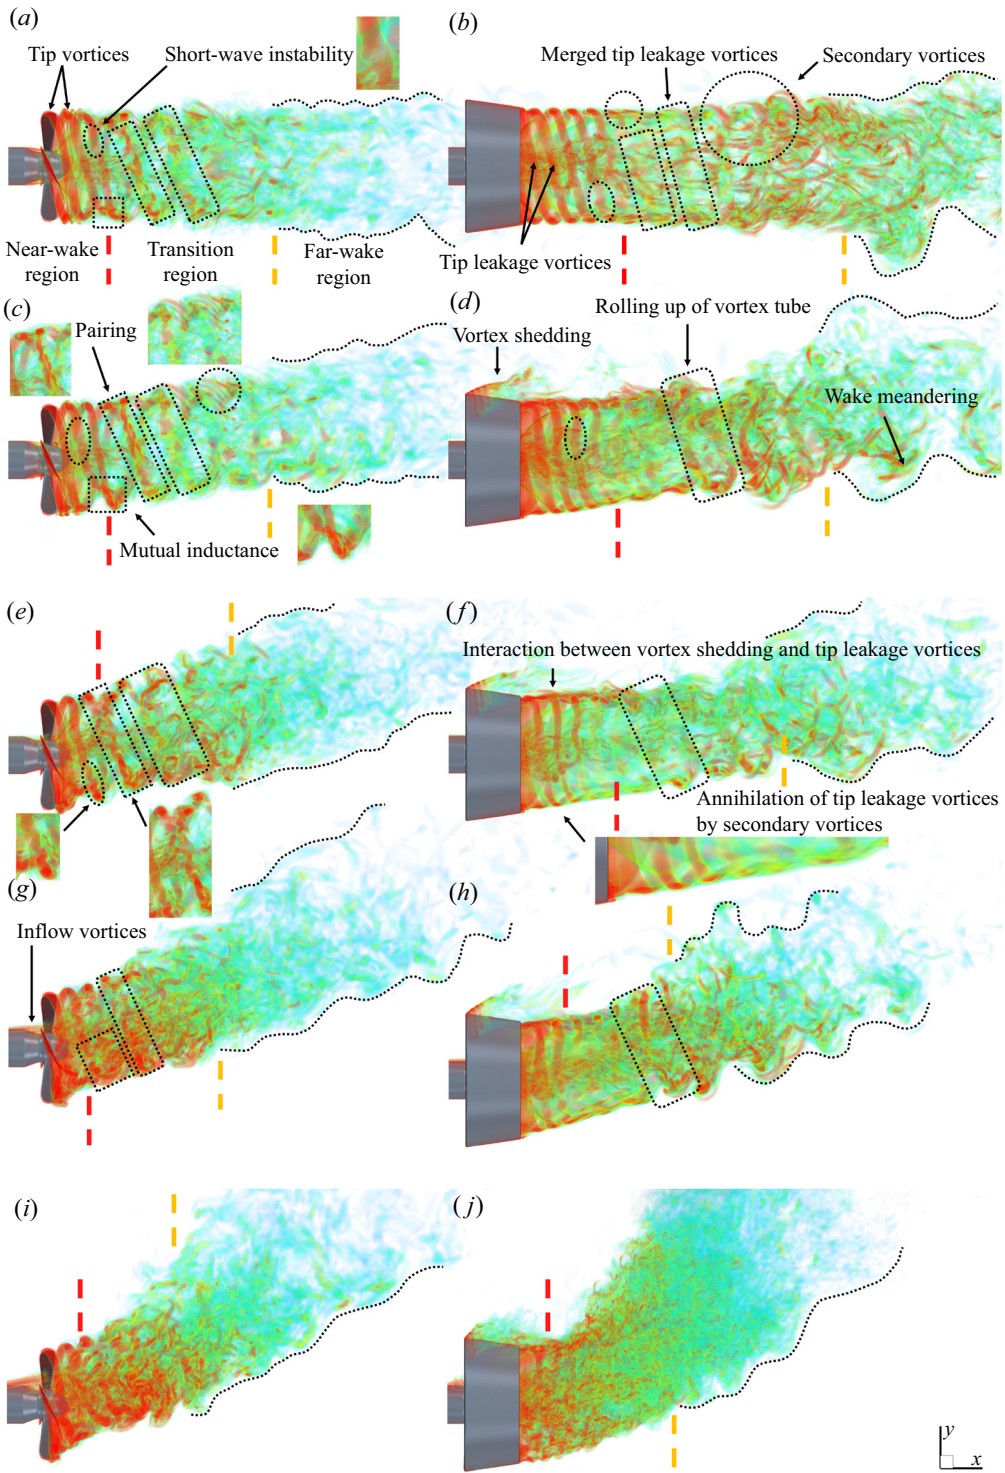 (a)
Tip vortices
Short-wave instability
Near-wake
region
Transition
region
Far-wake
region
(b)
Merged tip leakage vortices
Secondary vortices
Tip leakage vortices
(c)
Pairing
Mutual inductance
(d)
Rolling up of vortex tube
Vortex shedding
Wake meandering
(e)
(f)
Interaction between vortex shedding and tip leakage vortices
Annihilation of tip leakage vortices
by secondary vortices
(g)
Inflow vortices
(h)
(i)
(j)
y
x